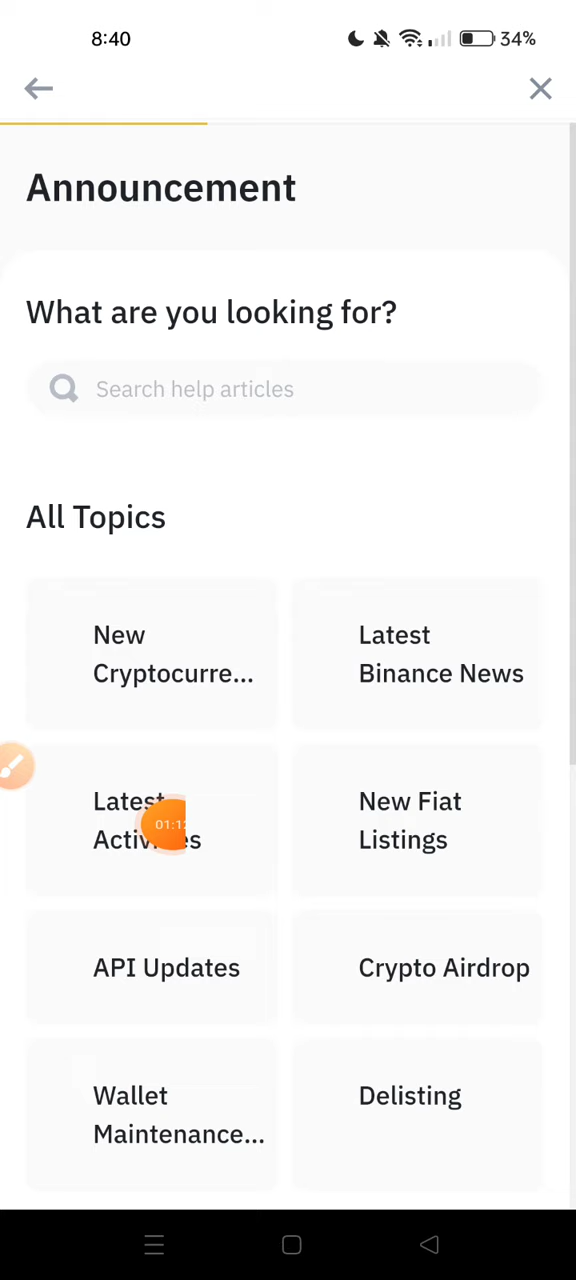 8:40
34%
Announcement
What are you looking for?
Search help articles
All Topics
New
Cryptocurre...
Latest
Binance News
Latest
Activities
New Fiat
Listings
API Updates
Crypto Airdrop
Wallet
Maintenance...
Delisting